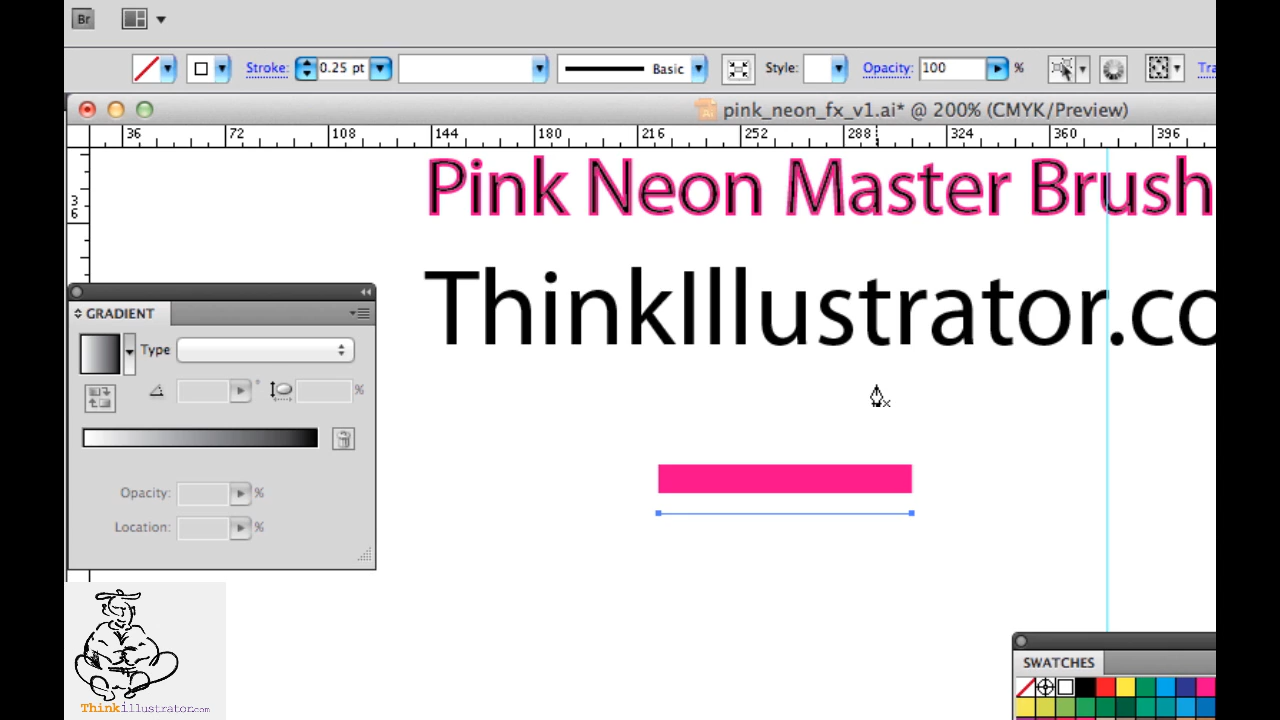 Br
Stroke: 0.25 pt Basic Style: Opacity: 100 %
pink_neon_fx_v1.ai* @ 200% (CMYK/Preview)
36 72 108 144 180 216 252 288 324 360 396
36
Pink Neon Master Brush
ThinkIllustrator.co
GRADIENT
Type
°
%
Opacity: %
Location: %
SWATCHES
Thinkillustrator.com